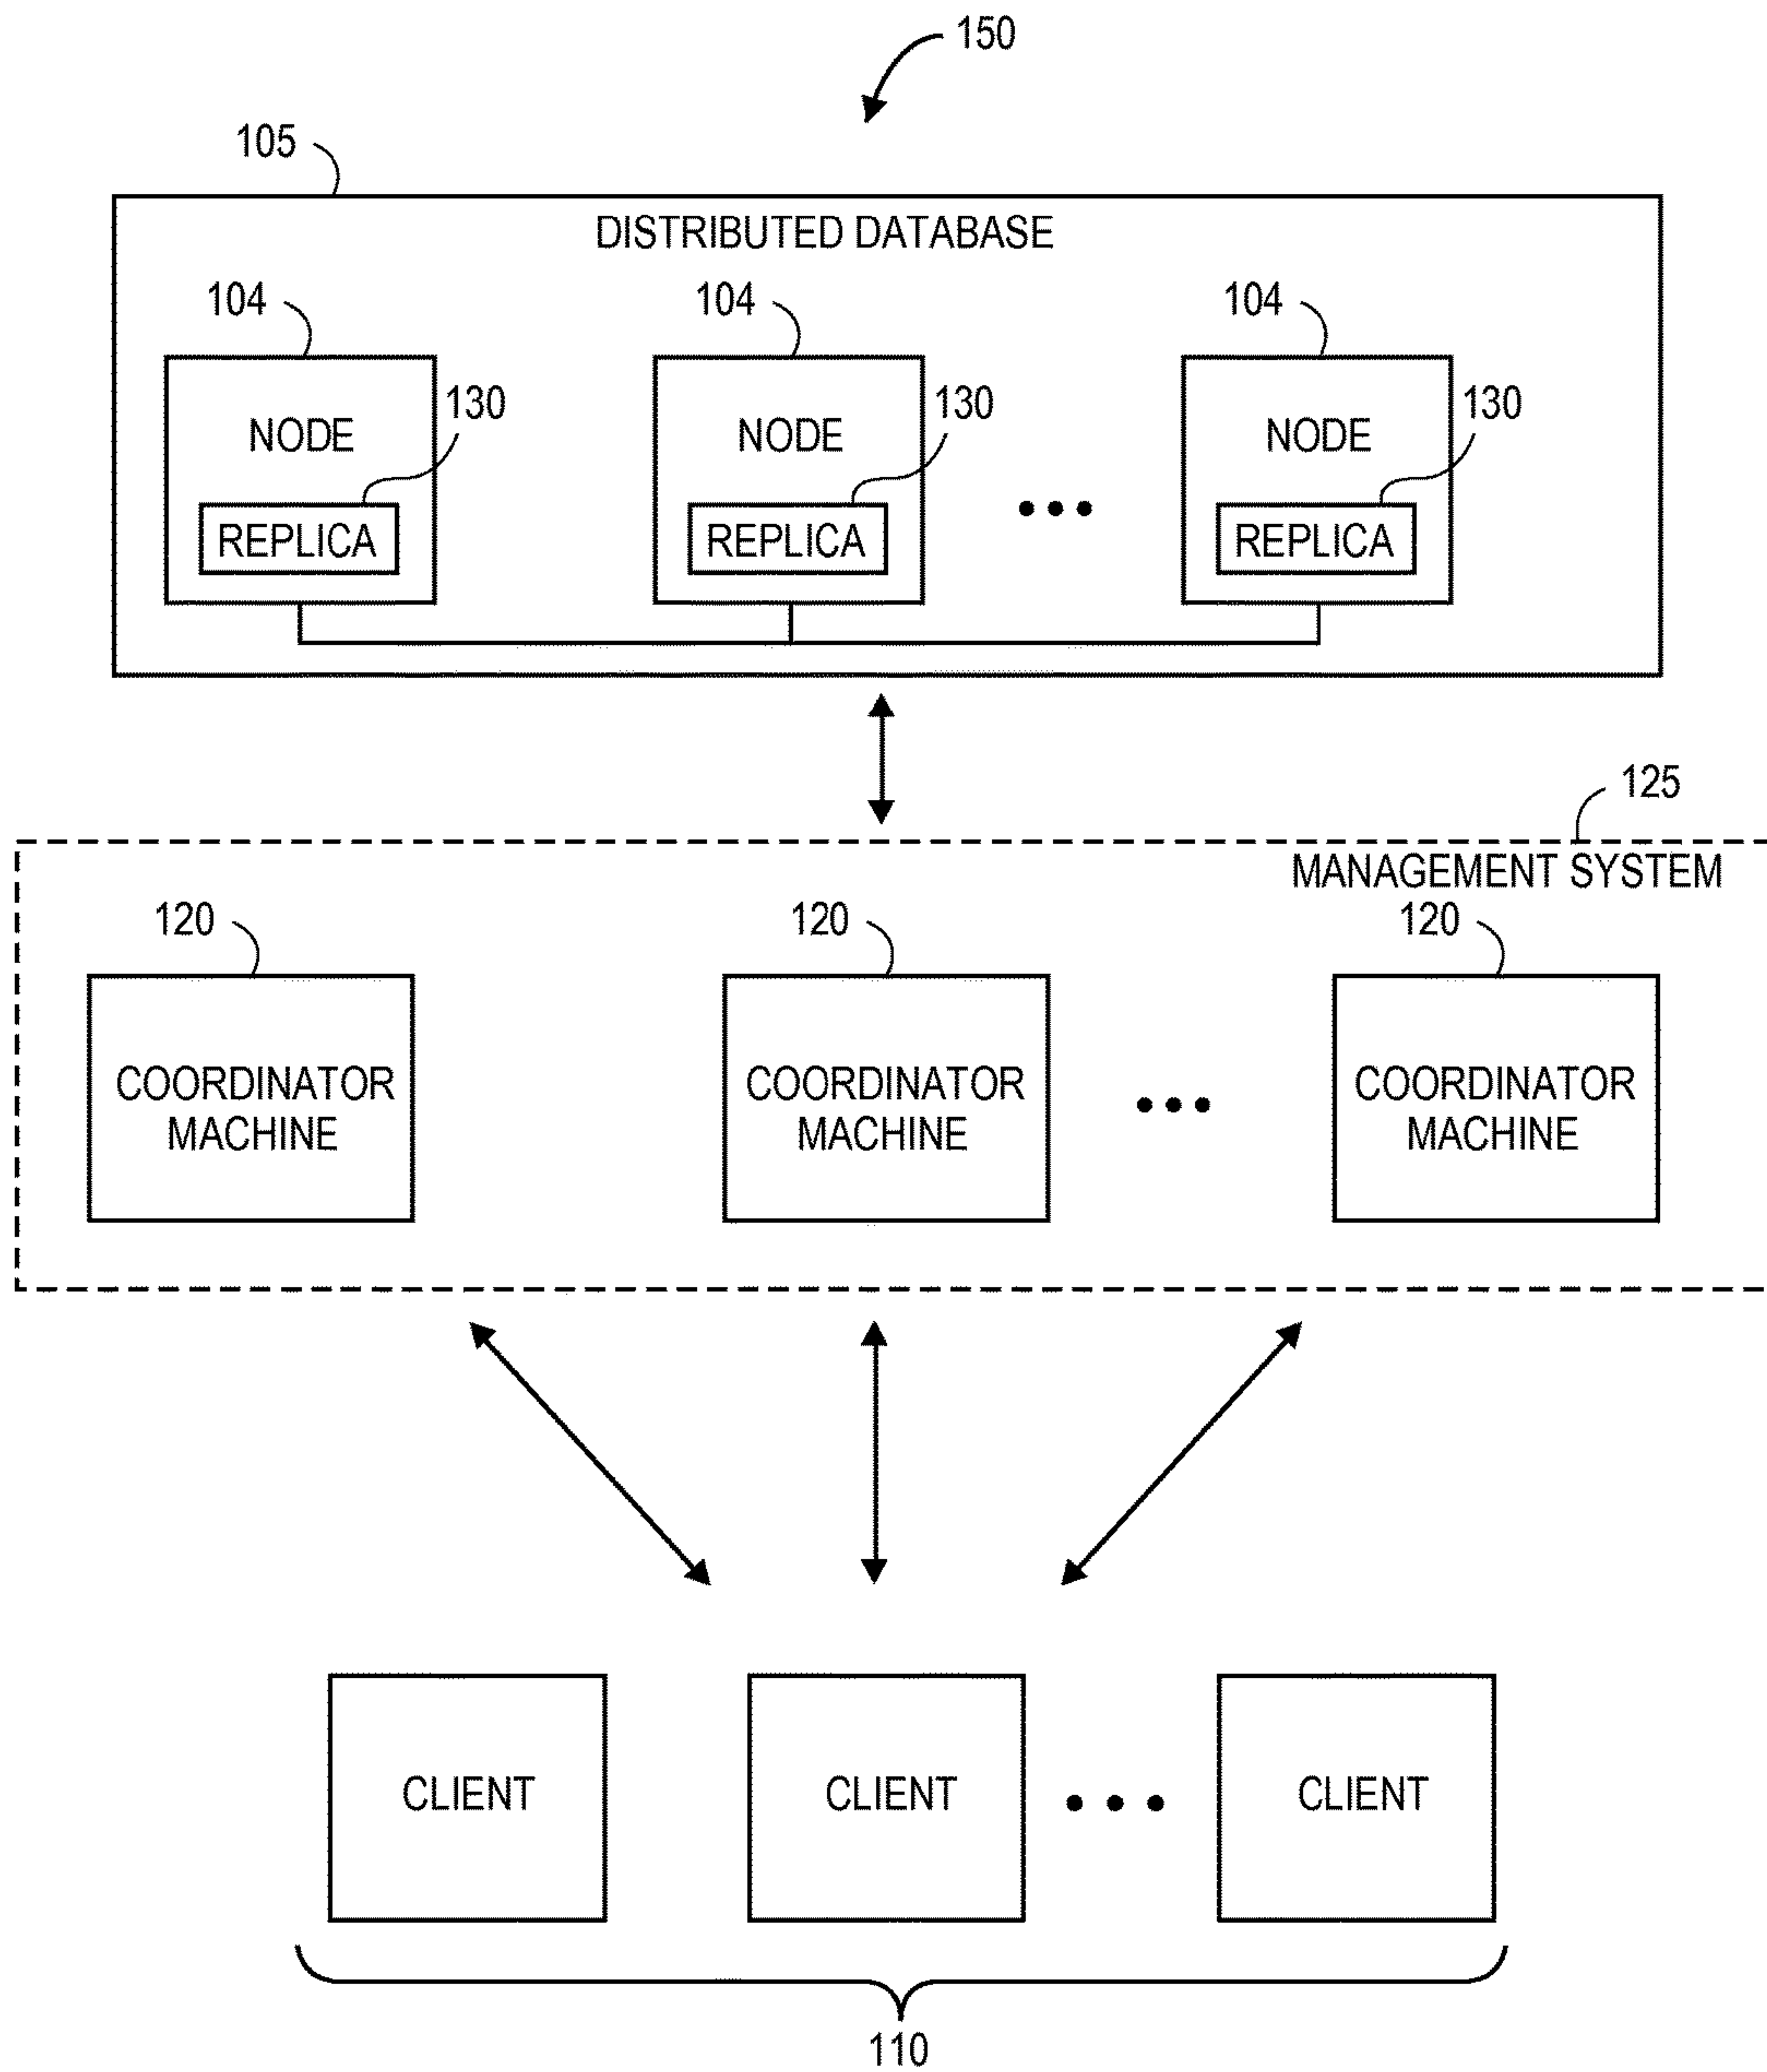 150
105
DISTRIBUTED DATABASE
104
104
104
NODE
130
NODE
130
NODE
130
REPLICA
REPLICA
REPLICA
125
MANAGEMENT SYSTEM
120
120
120
COORDINATOR
MACHINE
COORDINATOR
MACHINE
COORDINATOR
MACHINE
CLIENT
CLIENT
CLIENT
110